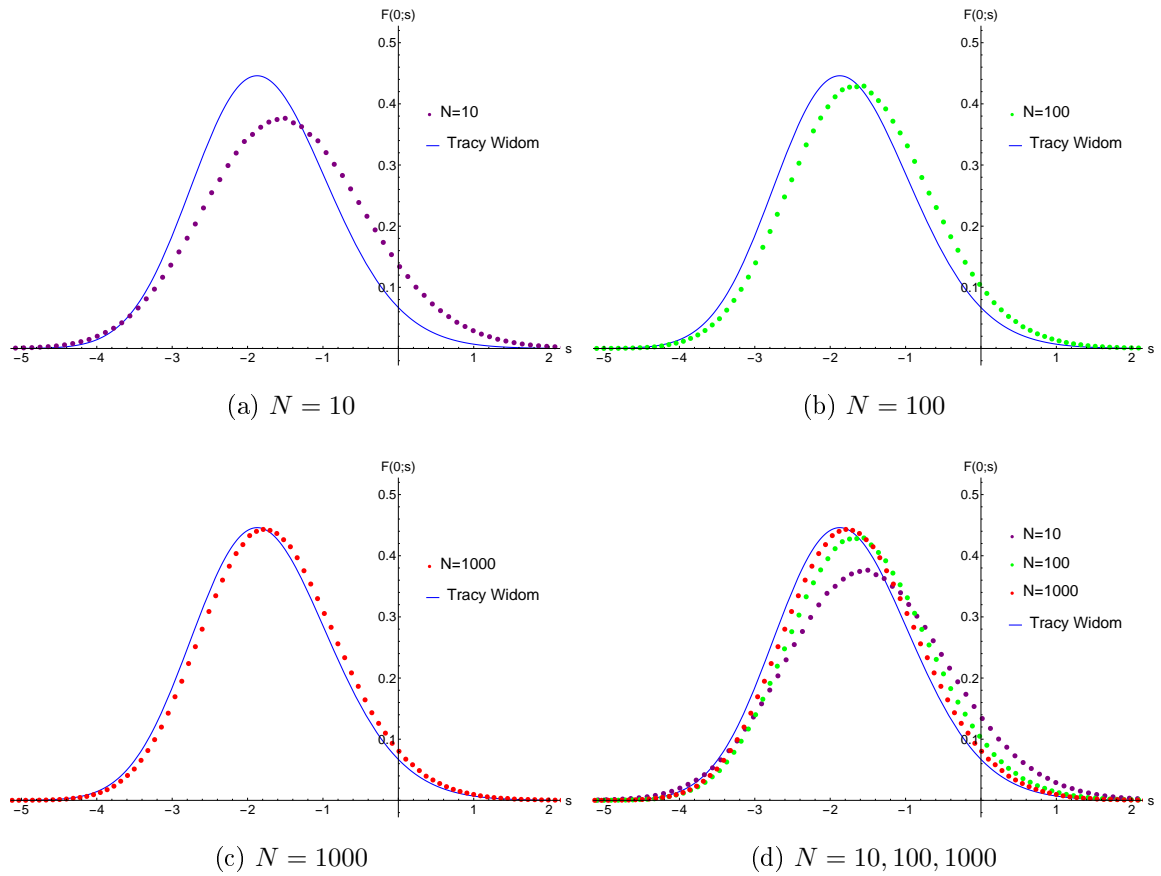 F(0;s)
0.5
0.4
0.3
0.2
0.1
−5 −4 −3 −2 −1 1 2 s
N=10
Tracy Widom
(a) N = 10
F(0;s)
0.5
0.4
0.3
0.2
0.1
−5 −4 −3 −2 −1 1 2 s
N=100
Tracy Widom
(b) N = 100
F(0;s)
0.5
0.4
0.3
0.2
0.1
−5 −4 −3 −2 −1 1 2 s
N=1000
Tracy Widom
(c) N = 1000
F(0;s)
0.5
0.4
0.3
0.2
0.1
−5 −4 −3 −2 −1 1 2 s
N=10
N=100
N=1000
Tracy Widom
(d) N = 10, 100, 1000